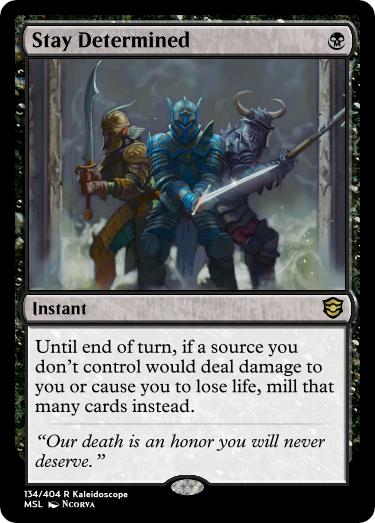 Stay Determined
Instant
Until end of turn, if a source you
don't control would deal damage to
you or cause you to lose life, mill that
many cards instead.
“Our death is an honor you will never
deserve.”
134/404 R Kaleidoscope
MSL Ncorva